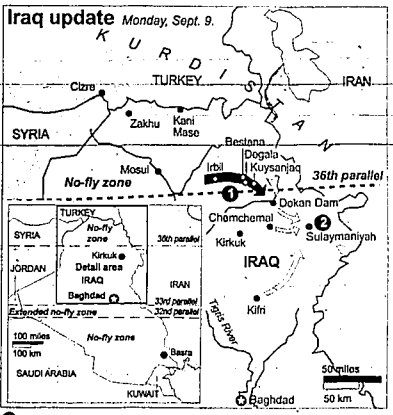 Iraq update Monday, Sept. 9.
KURDISTAN
TURKEY
IRAN
Cizre
Zakhu
Kani
Mase
SYRIA
Bestana
Degala
Kuysanjaq
Irbil
Mosul
No-fly zone
36th parallel
1
Dokan Dam
Chemchemal
2
Sulaymaniyah
Kirkuk
IRAQ
Kifri
Tigris River
Baghdad
50 miles
50 km
TURKEY
No-fly
zone
SYRIA
36th parallel
Kirkuk
Detail area
JORDAN
IRAQ
IRAN
Baghdad
33rd parallel
Extended no-fly zone
32nd parallel
100 miles
100 km
No-fly
zone
Basra
SAUDI ARABIA
KUWAIT